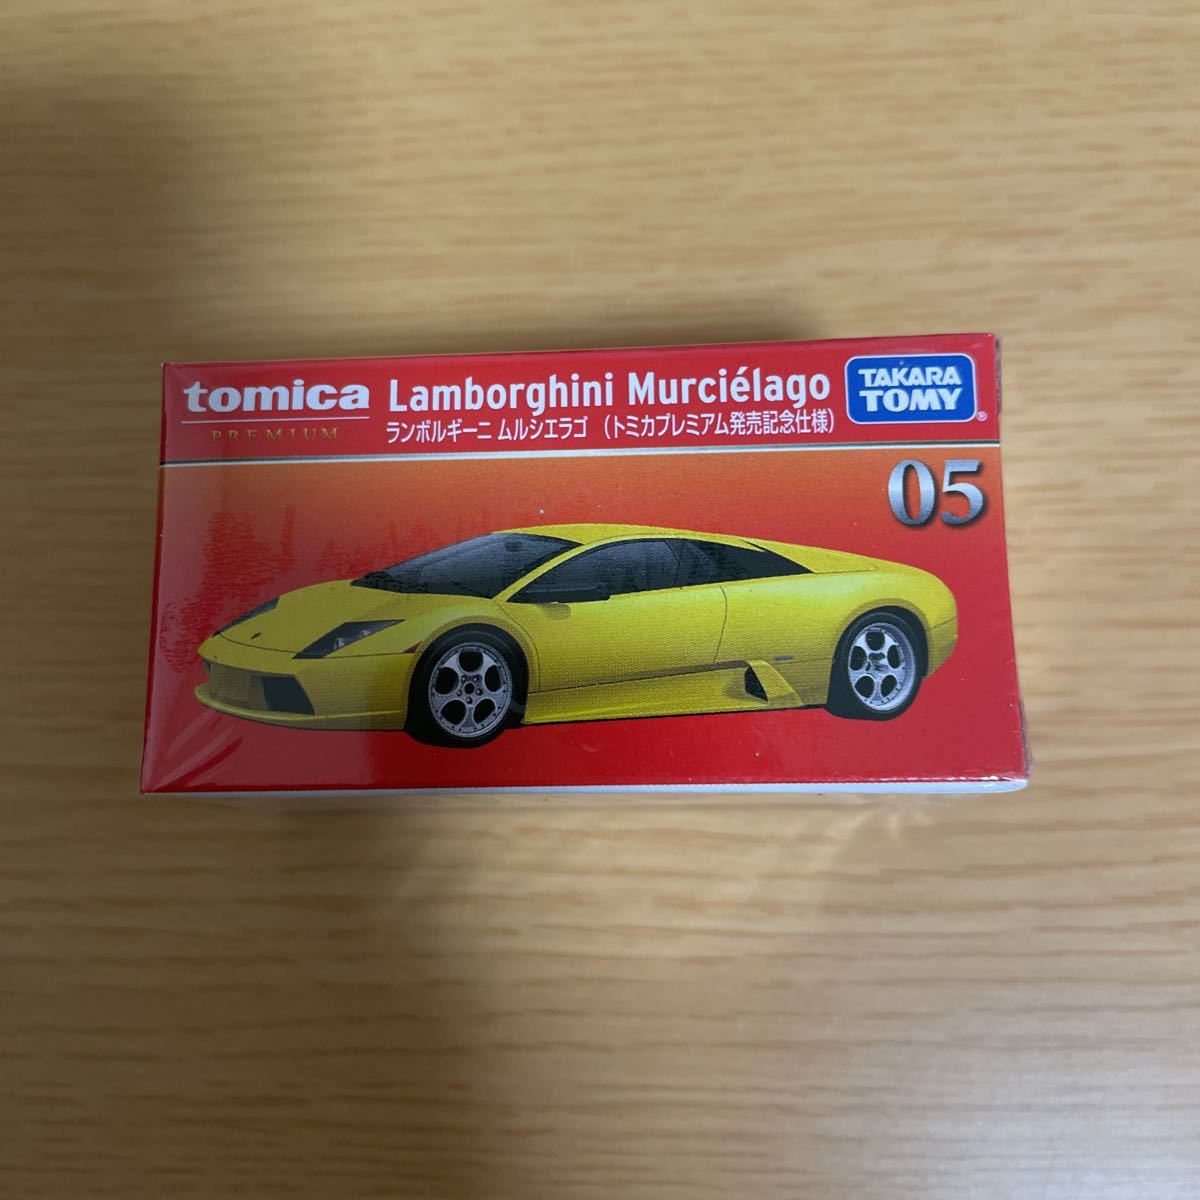 tomica
PREMIUM
Lamborghini Murciélago
ランボルギーニ ムルシエラゴ （トミカプレミアム発売記念仕様）
TAKARA
TOMY
®
05